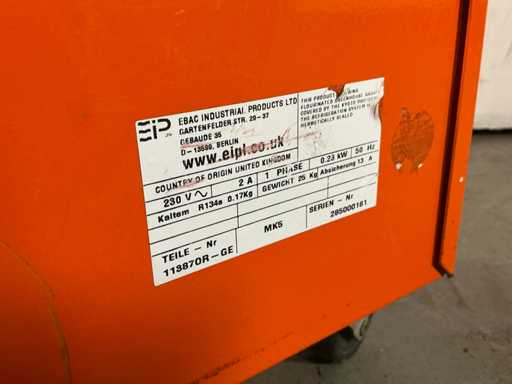 EIP LTD
EBAC INDUSTRIAL PRODUCTS LTD
GARTENFELDER STR. 29-37
GEBAUDE 35
D-13599, BERLIN
www.eipl.co.uk
COUNTRY OF ORIGIN UNITED KINGDOM
THIS PRODUCT
FLOURINATED GREENHOUSE GASES
COVERED BY THE KYOTO
THE REFRIGERATION SYSTEM IS
HERMETICALLY SEALED
230 V ~ 2 A 1 PHASE 0.23 kW 50 Hz
Kaltem R134a 0.17Kg GEWICHT 25 Kg Absicherung 13 A
TEILE - Nr MK5 SERIEN - Nr
11387OR-GE 285000161